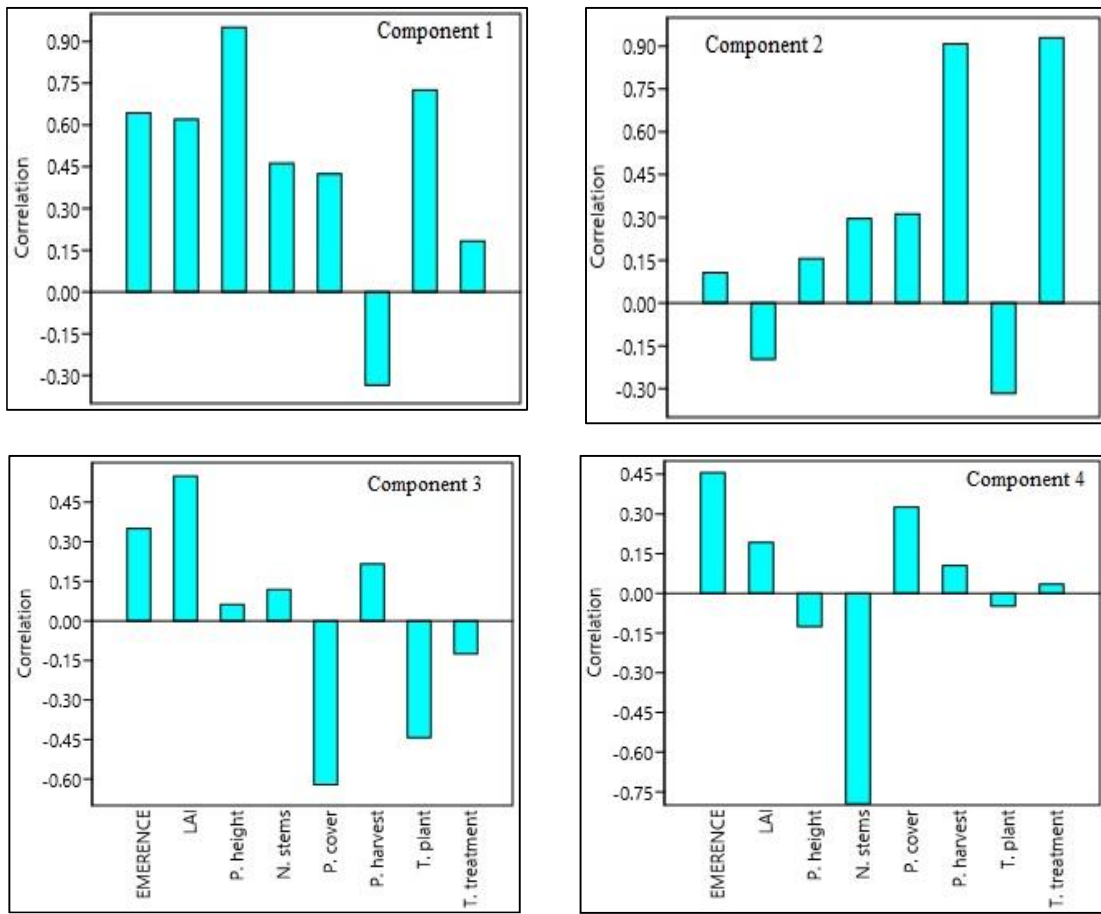 Component 1
Correlation
0.90
0.75
0.60
0.45
0.30
0.15
0.00
-0.15
-0.30
Component 2
Correlation
0.90
0.75
0.60
0.45
0.30
0.15
0.00
-0.15
-0.30
Component 3
Correlation
0.45
0.30
0.15
0.00
-0.15
-0.30
-0.45
-0.60
EMERENCE
LAI
P. height
N. stems
P. cover
P. harvest
T. plant
T. treatment
Component 4
Correlation
0.45
0.30
0.15
0.00
-0.15
-0.30
-0.45
-0.60
-0.75
EMERENCE
LAI
P. height
N. stems
P. cover
P. harvest
T. plant
T. treatment